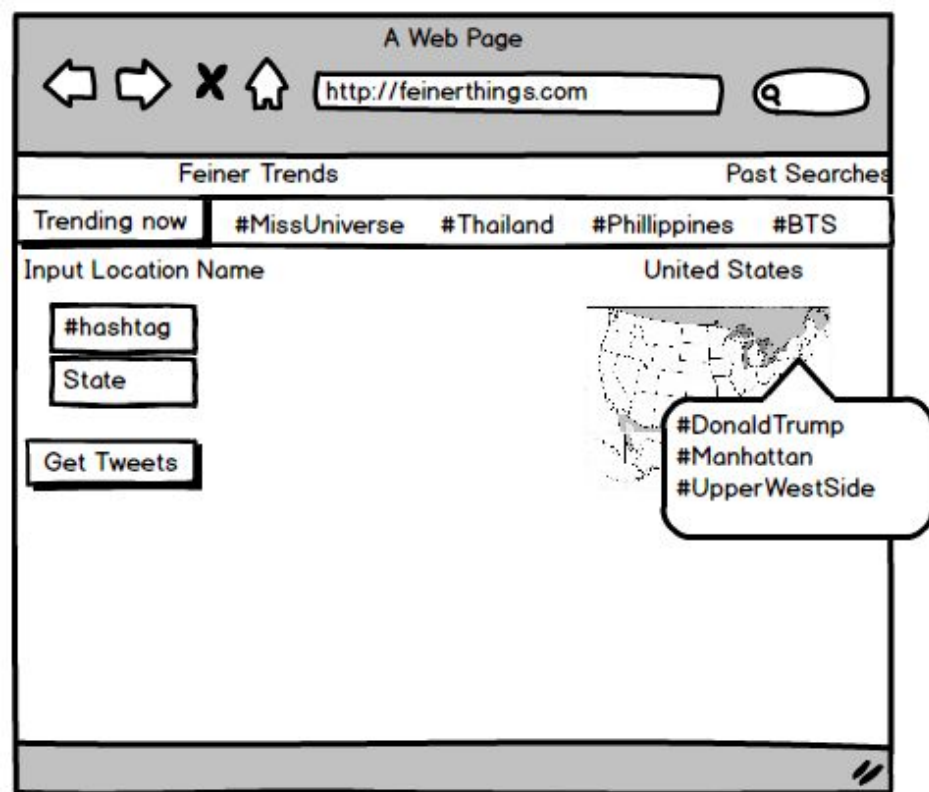 A Web Page
http://feinerthings.com
Feiner Trends Past Searches
Trending now #MissUniverse #Thailand #Phillippines #BTS
Input Location Name United States
#hashtag
State
Get Tweets
#DonaldTrump
#Manhattan
#UpperWestSide